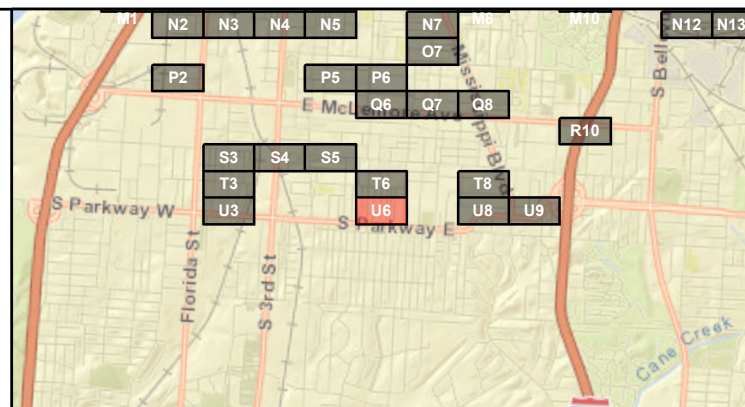 M1
M8
M10
N2
N3
N4
N5
N7
N12
N13
O7
P2
P5
P6
Q6
Q7
Q8
R10
S3
S4
S5
T3
T6
T8
U3
U6
U8
U9
E McLemore Ave
Mississippi Blvd
S Parkway W
S Parkway E
Florida St
S 3rd St
Cane Creek